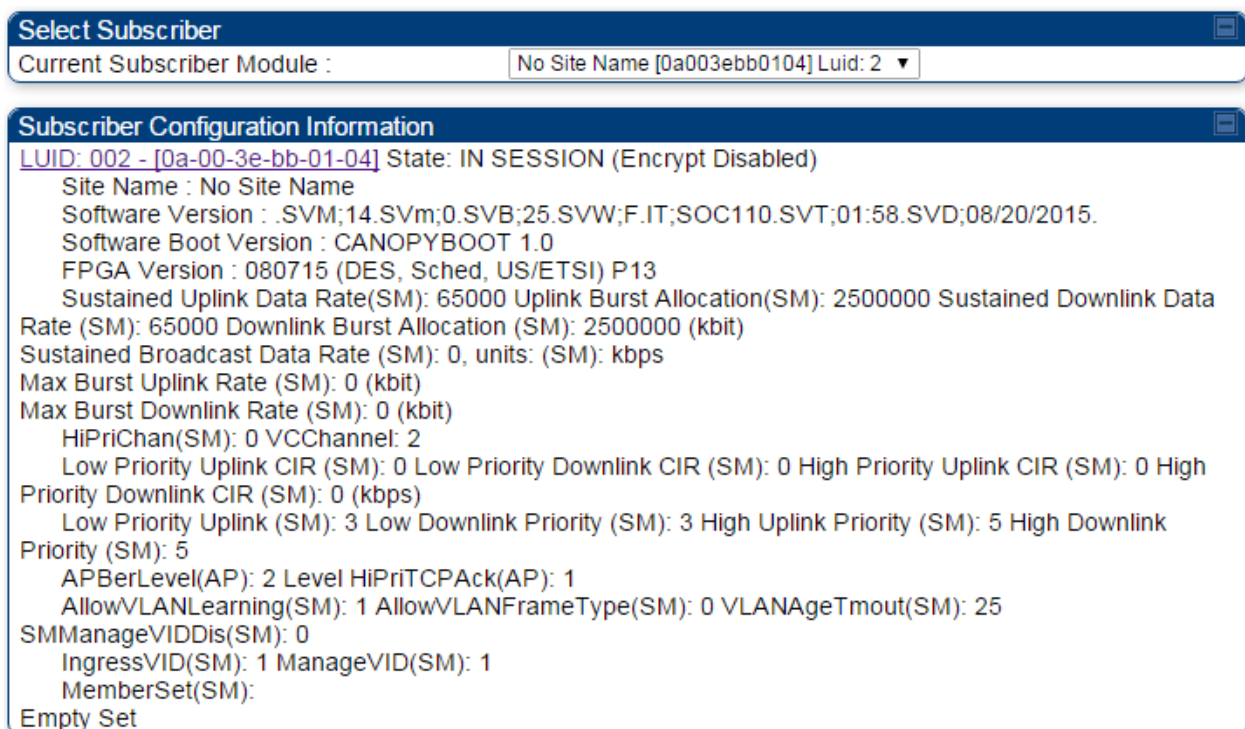 Select Subscriber
Current Subscriber Module :
No Site Name [0a003ebb0104] Luid: 2
Subscriber Configuration Information
LUID: 002 - [0a-00-3e-bb-01-04] State: IN SESSION (Encrypt Disabled)
Site Name : No Site Name
Software Version : .SVM;14.SVm;0.SVB;25.SVW;F.IT;SOC110.SVT;01:58.SVD;08/20/2015.
Software Boot Version : CANOPYBOOT 1.0
FPGA Version : 080715 (DES, Sched, US/ETSI) P13
Sustained Uplink Data Rate(SM): 65000 Uplink Burst Allocation(SM): 2500000 Sustained Downlink Data
Rate (SM): 65000 Downlink Burst Allocation (SM): 2500000 (kbit)
Sustained Broadcast Data Rate (SM): 0, units: (SM): kbps
Max Burst Uplink Rate (SM): 0 (kbit)
Max Burst Downlink Rate (SM): 0 (kbit)
HiPriChan(SM): 0 VCChannel: 2
Low Priority Uplink CIR (SM): 0 Low Priority Downlink CIR (SM): 0 High Priority Uplink CIR (SM): 0 High
Priority Downlink CIR (SM): 0 (kbps)
Low Priority Uplink (SM): 3 Low Downlink Priority (SM): 3 High Uplink Priority (SM): 5 High Downlink
Priority (SM): 5
APBerLevel(AP): 2 Level HiPriTCPAck(AP): 1
AllowVLANLearning(SM): 1 AllowVLANFrameType(SM): 0 VLANAgeTmout(SM): 25
SMManageVIDDis(SM): 0
IngressVID(SM): 1 ManageVID(SM): 1
MemberSet(SM):
Empty Set